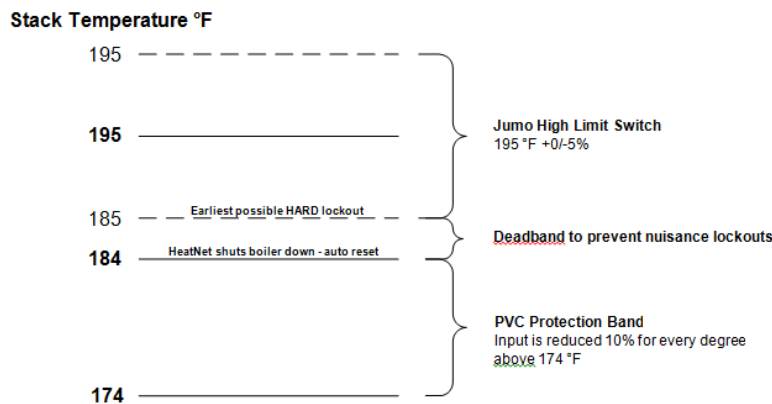 Stack Temperature °F
195
195
Jumo High Limit Switch
195 °F +0/-5%
Earliest possible HARD lockout
185
Deadband to prevent nuisance lockouts
HeatNet shuts boiler down - auto reset
184
PVC Protection Band
Input is reduced 10% for every degree
above 174 °F
174